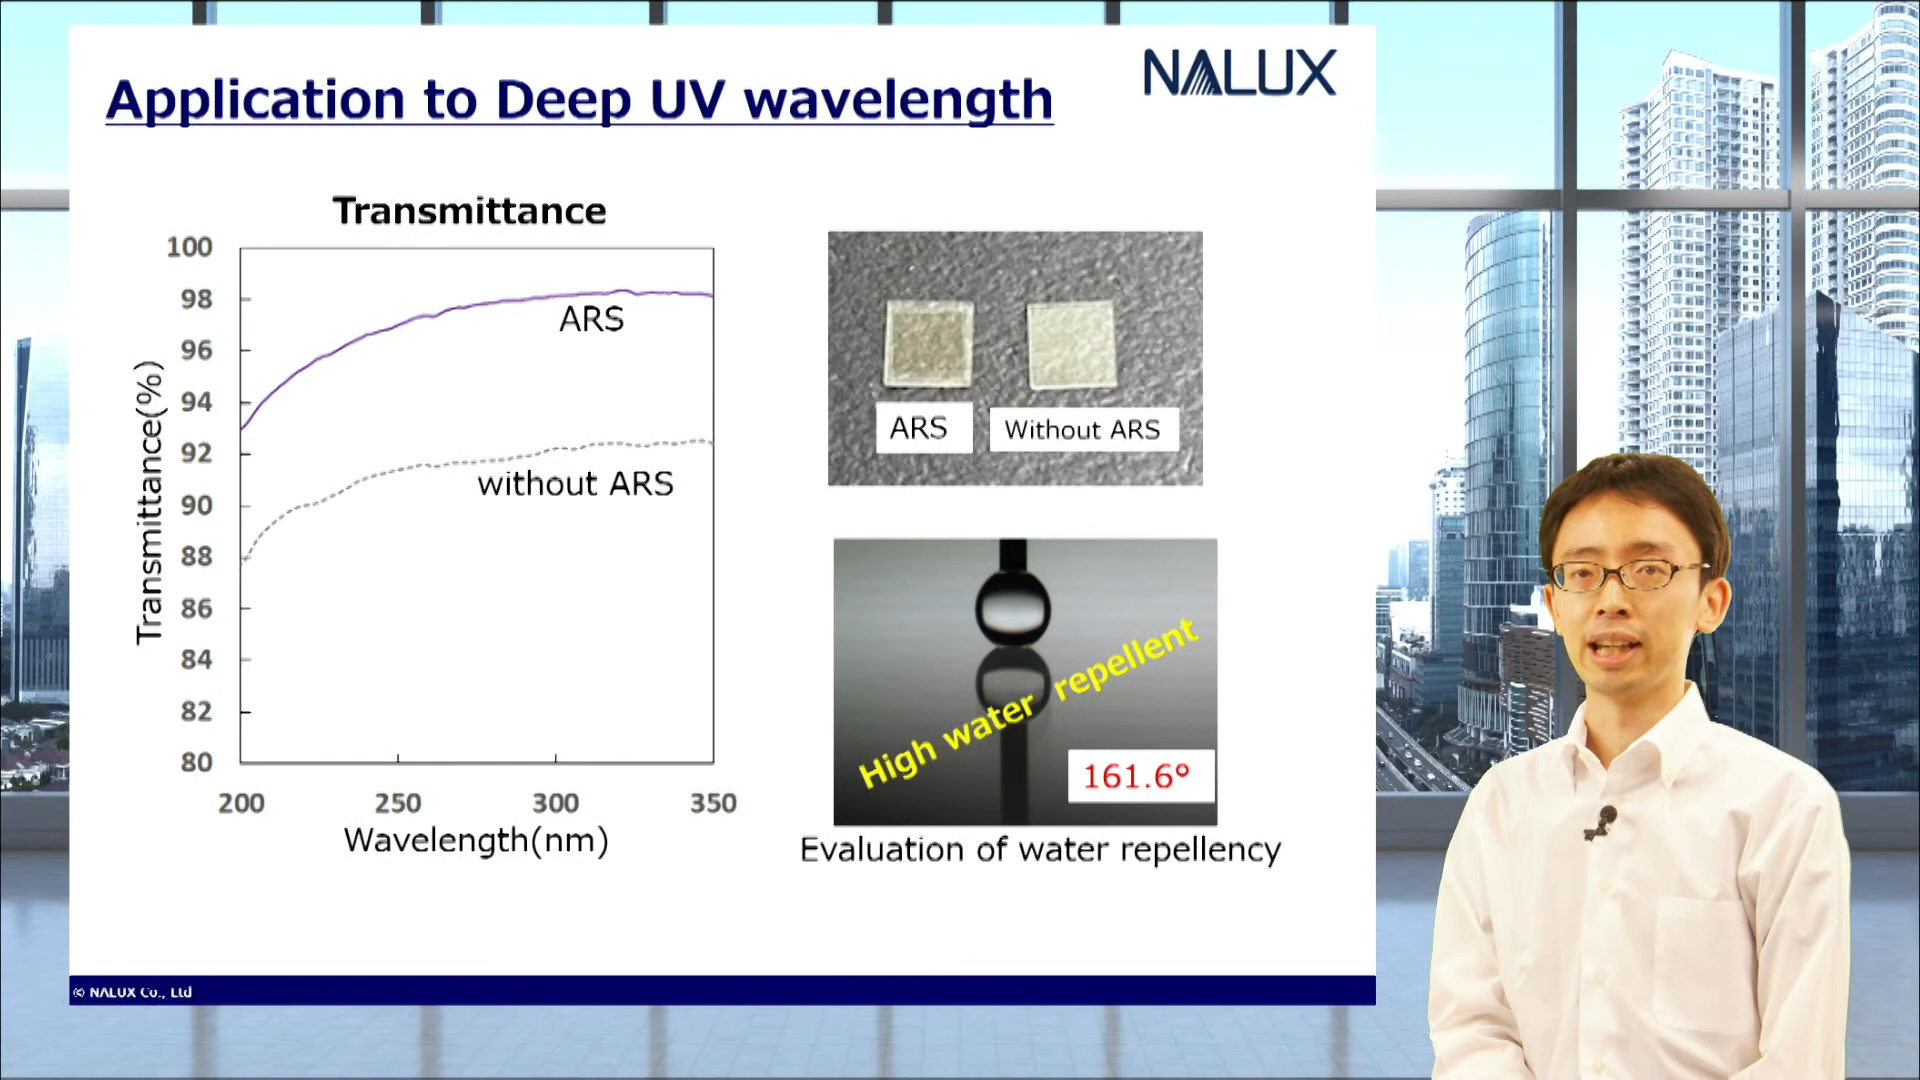 NALUX
Application to Deep UV wavelength
Transmittance
100
98
96
94
92
90
88
86
84
82
80
Transmittance(%)
ARS
without ARS
200 250 300 350
Wavelength(nm)
ARS
Without ARS
High water repellent
161.6°
Evaluation of water repellency
© NALUX Co., Ltd